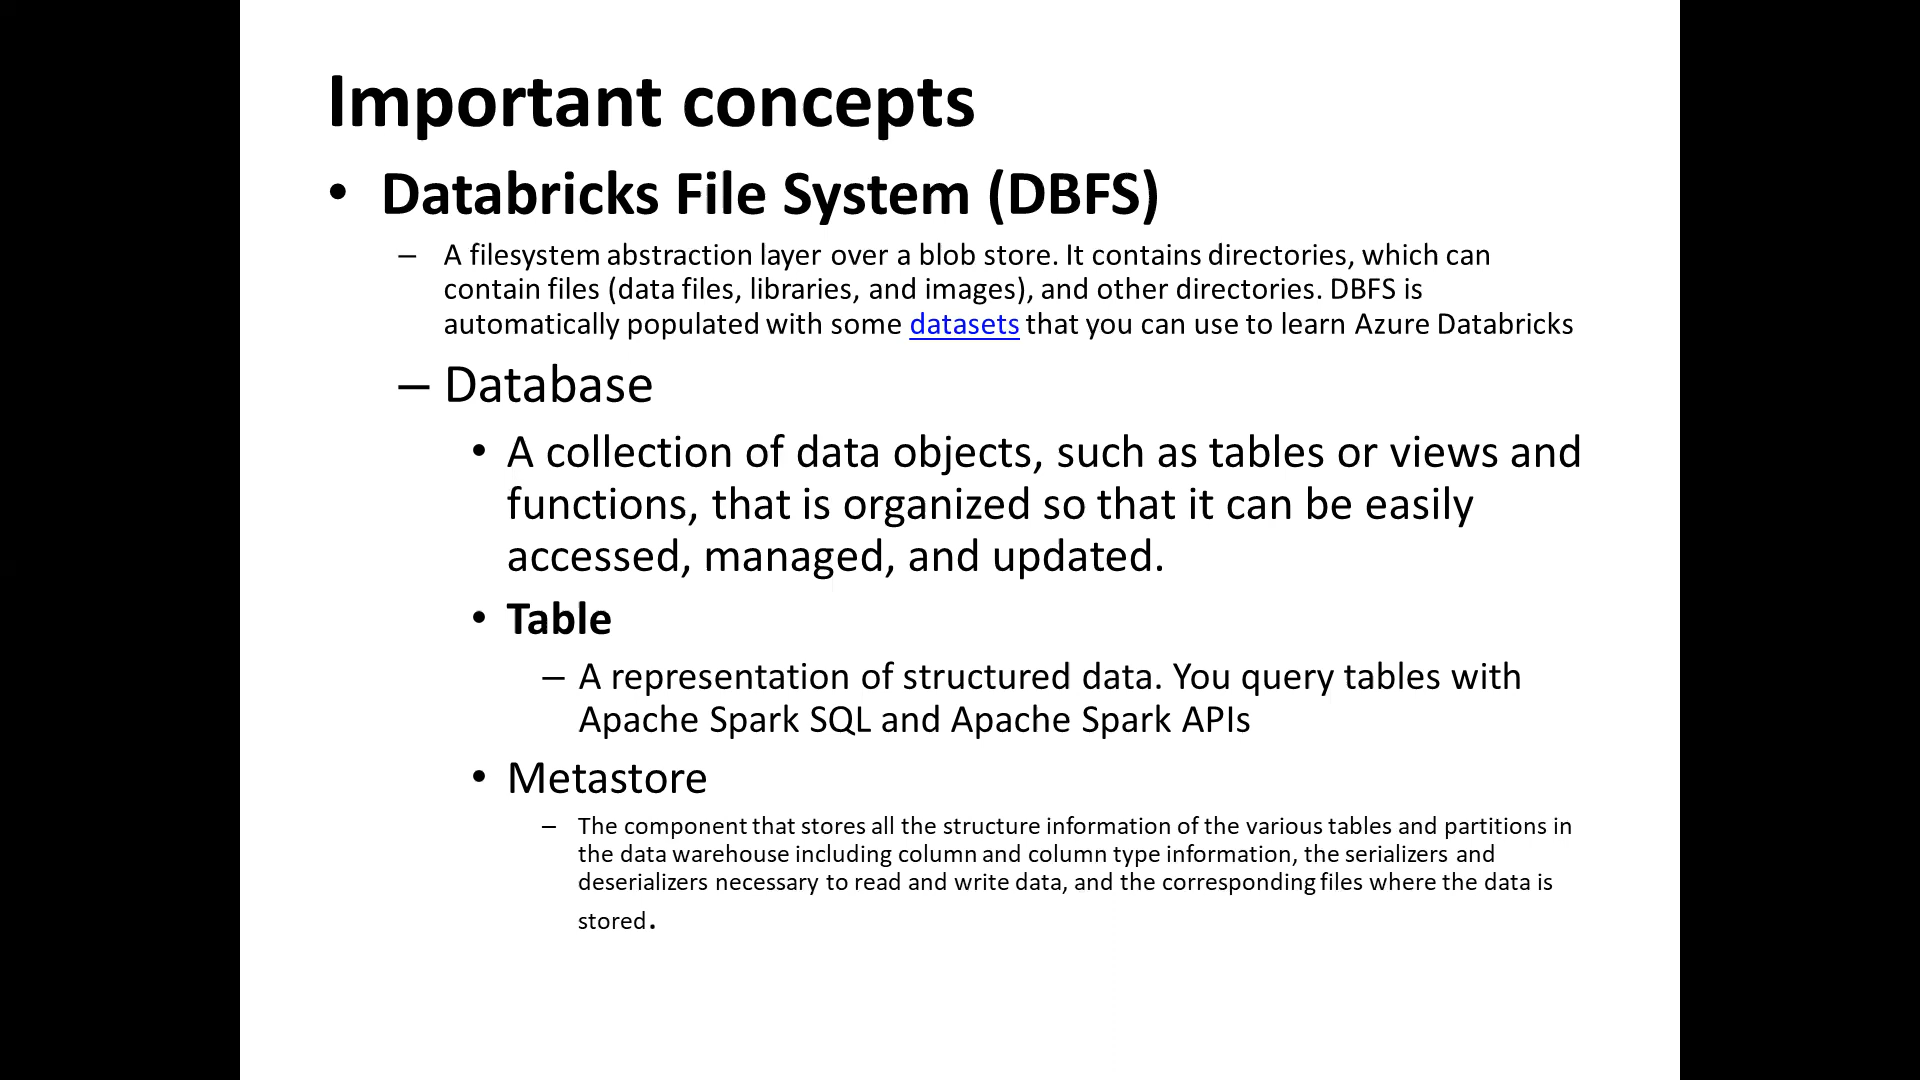 Important concepts
• Databricks File System (DBFS)
– A filesystem abstraction layer over a blob store. It contains directories, which can
contain files (data files, libraries, and images), and other directories. DBFS is
automatically populated with some datasets that you can use to learn Azure Databricks
– Database
• A collection of data objects, such as tables or views and
functions, that is organized so that it can be easily
accessed, managed, and updated.
• Table
– A representation of structured data. You query tables with
Apache Spark SQL and Apache Spark APIs
• Metastore
– The component that stores all the structure information of the various tables and partitions in
the data warehouse including column and column type information, the serializers and
deserializers necessary to read and write data, and the corresponding files where the data is
stored.